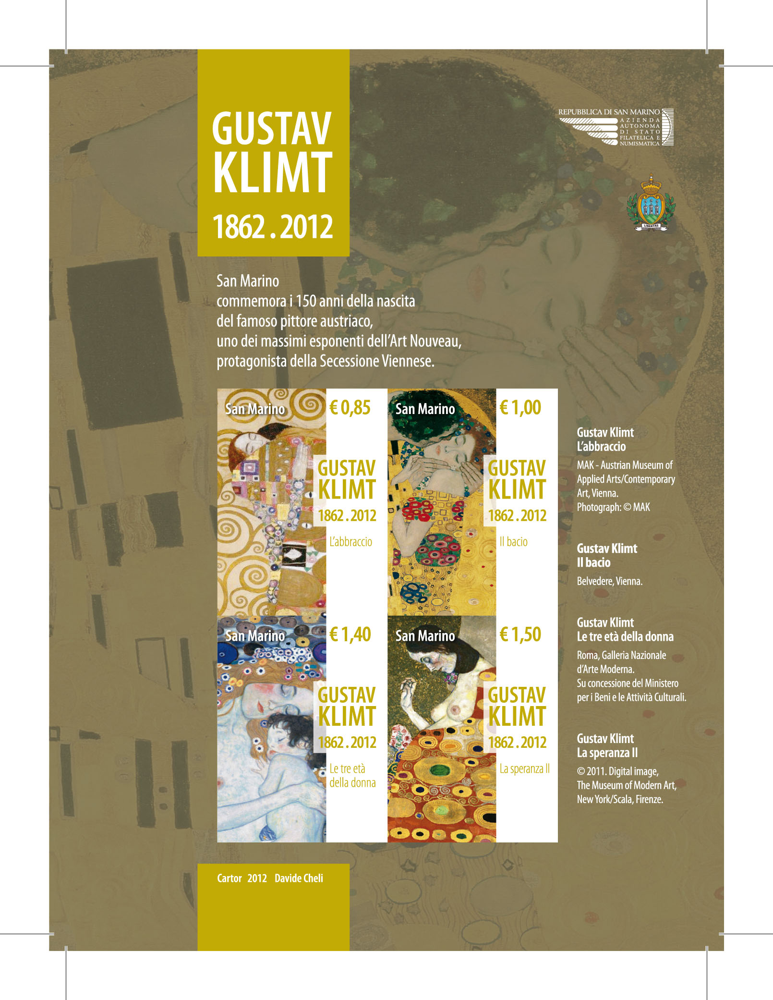 GUSTAV
KLIMT
1862.2012
REPUBBLICA DI SAN MARINO
AZIENDA
AUTONOMA
DI STATO
FILATELICA E
NUMISMATICA
LIBERTAS
San Marino
commemora i 150 anni della nascita
del famoso pittore austriaco,
uno dei massimi esponenti dell'Art Nouveau,
protagonista della Secessione Viennese.
San Marino
€ 0,85
GUSTAV
KLIMT
1862.2012
L'abbraccio
San Marino
€ 1,00
GUSTAV
KLIMT
1862.2012
Il bacio
San Marino
€ 1,40
GUSTAV
KLIMT
1862.2012
Le tre età
della donna
San Marino
€ 1,50
GUSTAV
KLIMT
1862.2012
La speranza II
Gustav Klimt
L'abbraccio
MAK - Austrian Museum of
Applied Arts/Contemporary
Art, Vienna.
Photograph: © MAK
Gustav Klimt
Il bacio
Belvedere, Vienna.
Gustav Klimt
Le tre età della donna
Roma, Galleria Nazionale
d'Arte Moderna.
Su concessione del Ministero
per i Beni e le Attività Culturali.
Gustav Klimt
La speranza II
© 2011. Digital image,
The Museum of Modern Art,
New York/Scala, Firenze.
Cartor 2012 Davide Cheli